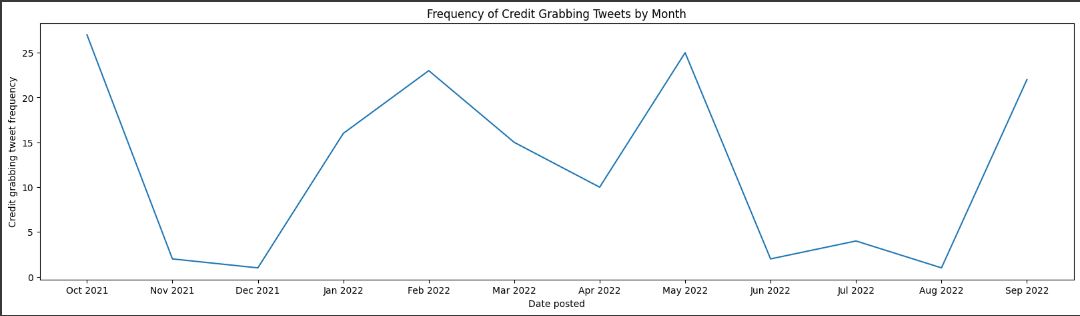 Frequency of Credit Grabbing Tweets by Month
Credit grabbing tweet frequency
25
20
15
10
5
0
Oct 2021 Nov 2021 Dec 2021 Jan 2022 Feb 2022 Mar 2022 Apr 2022 May 2022 Jun 2022 Jul 2022 Aug 2022 Sep 2022
Date posted